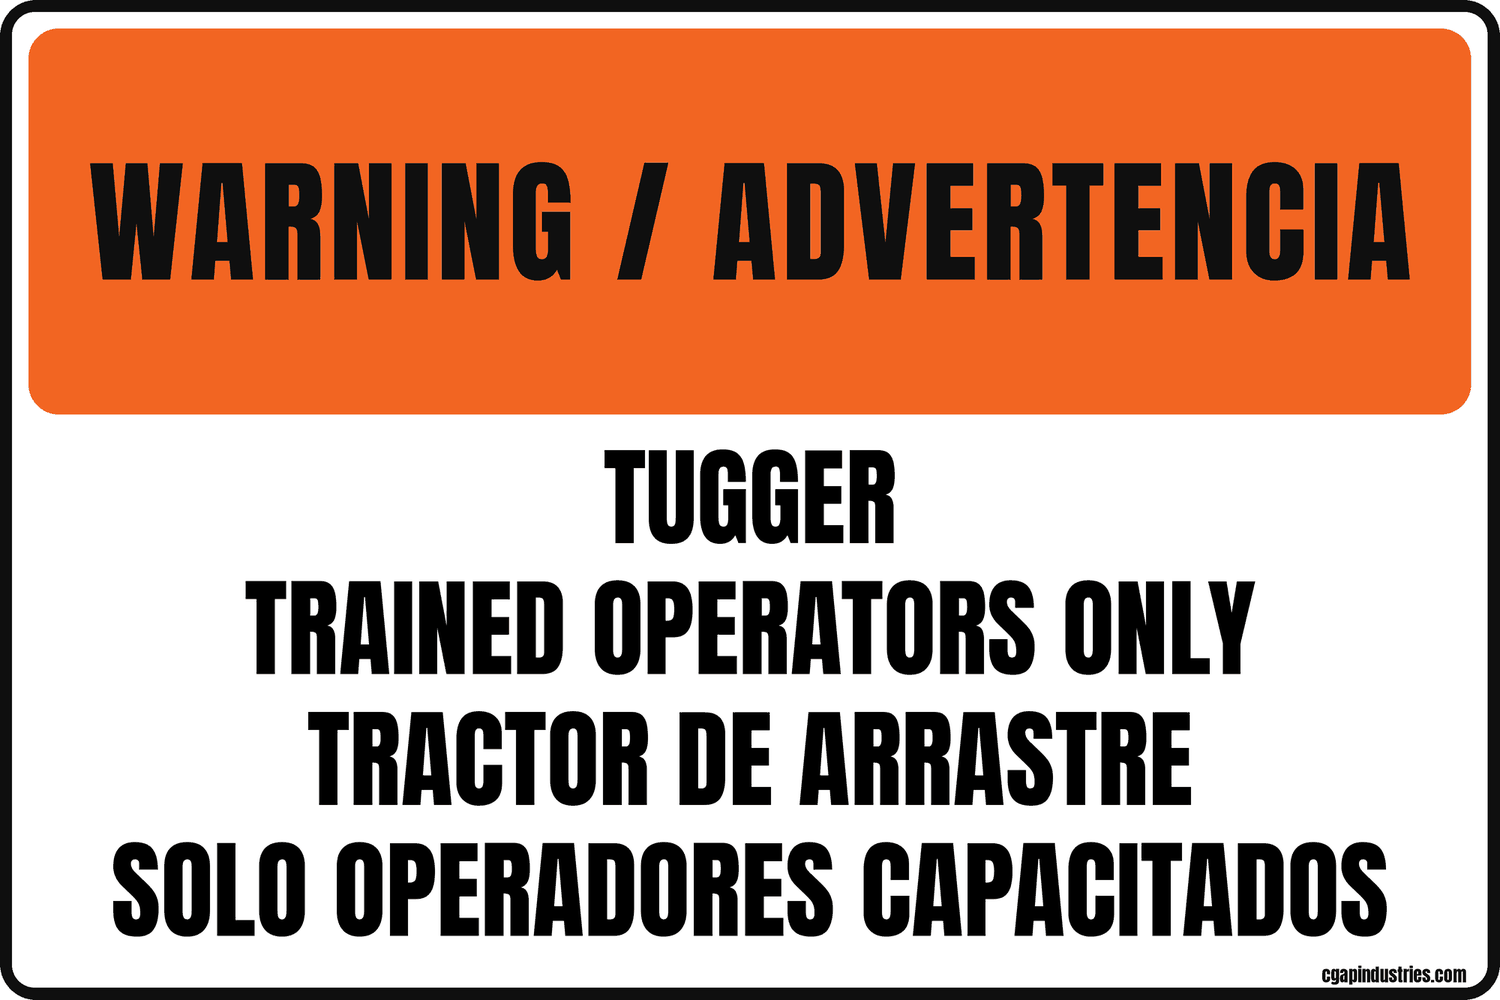 WARNING / ADVERTENCIA
TUGGER
TRAINED OPERATORS ONLY
TRACTOR DE ARRASTRE
SOLO OPERADORES CAPACITADOS
cgapindustries.com